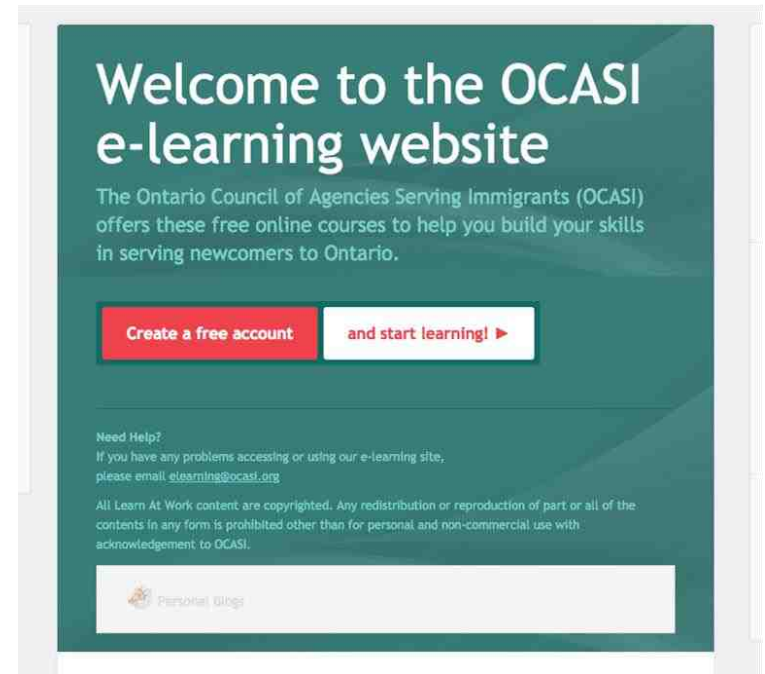 Welcome to the OCASI
e-learning website
The Ontario Council of Agencies Serving Immigrants (OCASI)
offers these free online courses to help you build your skills
in serving newcomers to Ontario.
Create a free account and start learning! ►
Need Help?
If you have any problems accessing or using our e-learning site,
please email elearning@ocasi.org
All Learn At Work content are copyrighted. Any redistribution or reproduction of part or all of the
contents in any form is prohibited other than for personal and non-commercial use with
acknowledgement to OCASI.
Personal Blogs